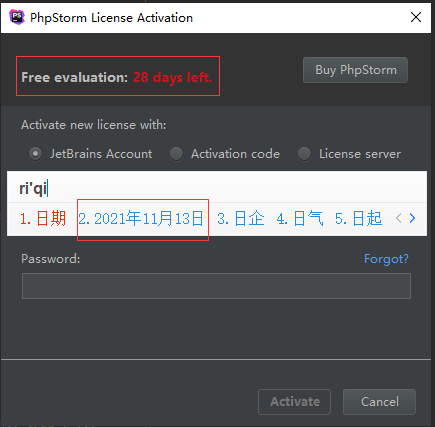 PhpStorm License Activation
Free evaluation: 28 days left.
Buy PhpStorm
Activate new license with:
JetBrains Account Activation code License server
ri'qi
1.日期 2.2021年11月13日 3.日企 4.日气 5.日起
Password: Forgot?
Activate Cancel